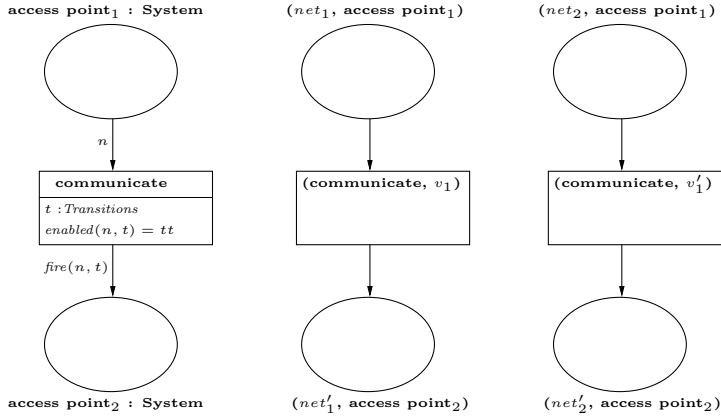 access point₁ : System
(net₁, access point₁)
(net₂, access point₁)
n
communicate
t : Transitions
enabled(n, t) = tt
(communicate, v₁)
(communicate, v′₁)
fire(n, t)
access point₂ : System
(net′₁, access point₂)
(net′₂, access point₂)